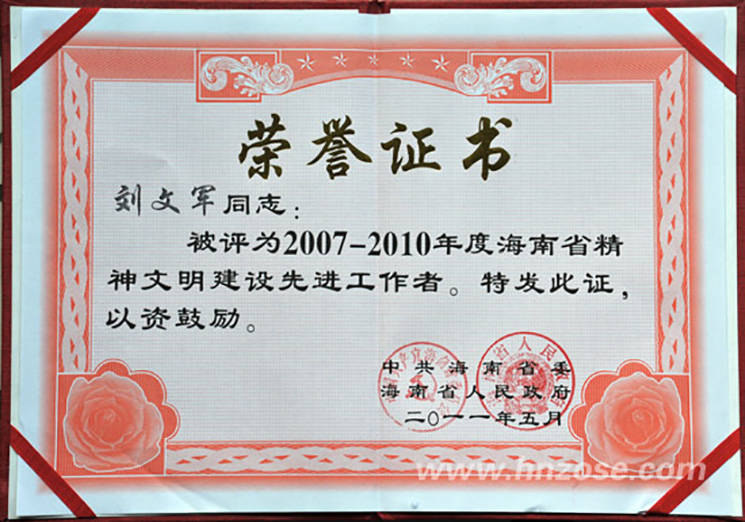 荣誉证书
刘文军同志:
被评为2007-2010年度海南省精
神文明建设先进工作者。特发此证,
以资鼓励。
中共海南省委
海南省人民政府
二〇一一年五月
www.hnzose.com